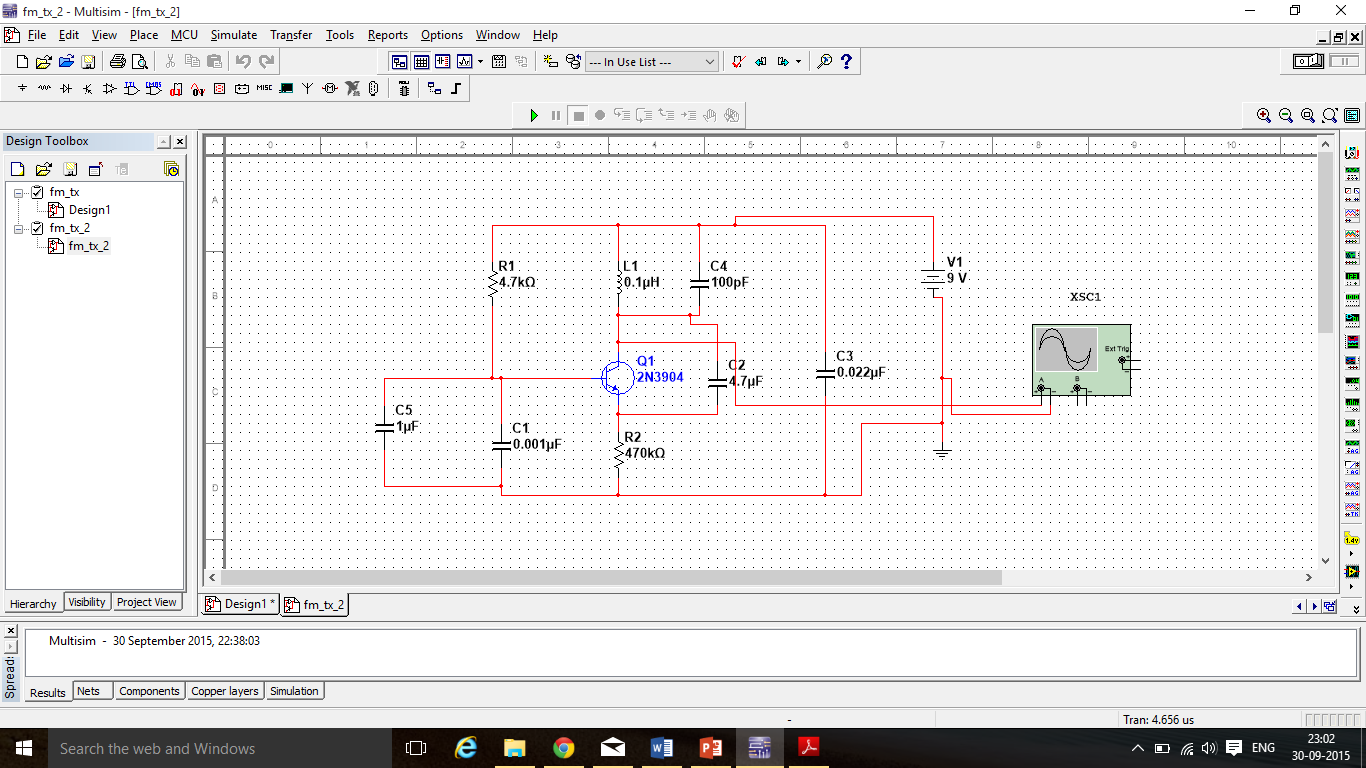 fm_tx_2 - Multisim - [fm_tx_2]
File Edit View Place MCU Simulate Transfer Tools Reports Options Window Help
--- In Use List ---
MISC
Design Toolbox
fm_tx
Design1
fm_tx_2
fm_tx_2
Hierarchy Visibility Project View
0 1 2 3 4 5 6 7 8 9 10
A
B
C
D
R1
4.7kΩ
L1
0.1µH
C4
100pF
V1
9 V
XSC1
Ext Trig
A
B
Q1
2N3904
C2
4.7µF
C3
0.022µF
C5
1µF
C1
0.001µF
R2
470kΩ
Design1 * fm_tx_2
Multisim - 30 September 2015, 22:38:03
Spreads
Results Nets Components Copper layers Simulation
-
Tran: 4.656 us
Search the web and Windows
ENG
23:02
30-09-2015